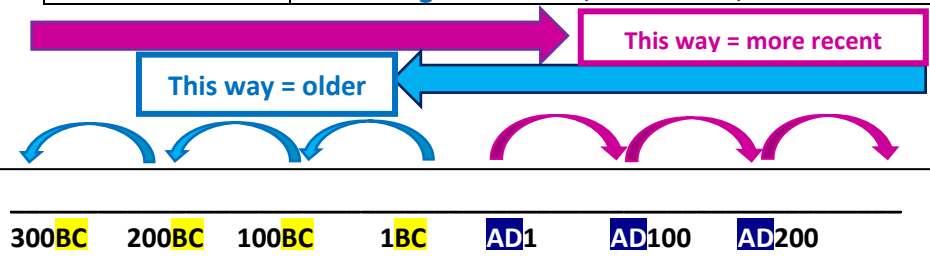 This way = more recent
This way = older
300BC 200BC 100BC 1BC AD1 AD100 AD200